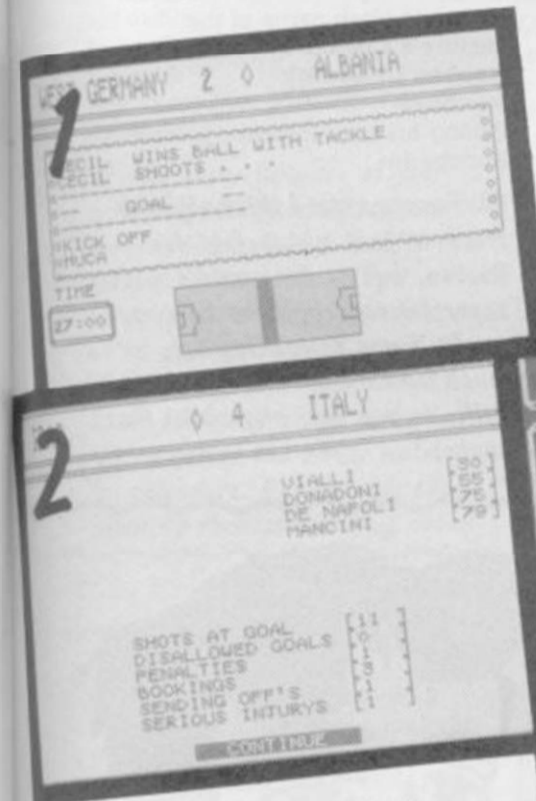 1
WEST GERMANY 2 0 ALBANIA
CECIL WINS BALL WITH TACKLE
CECIL SHOOTS . . .
-- GOAL --
KICK OFF
MUCA
TIME
27:00
2
0 4 ITALY
VIALLI [30]
DONADONI [55]
DE NAPOLI [75]
MANCINI [79]
SHOTS AT GOAL [11 ]
DISALLOWED GOALS [0 ]
PENALTIES [1 ]
BOOKINGS [3 ]
SENDING OFF'S [1 ]
SERIOUS INTURYS [1 ]
CONTINUE